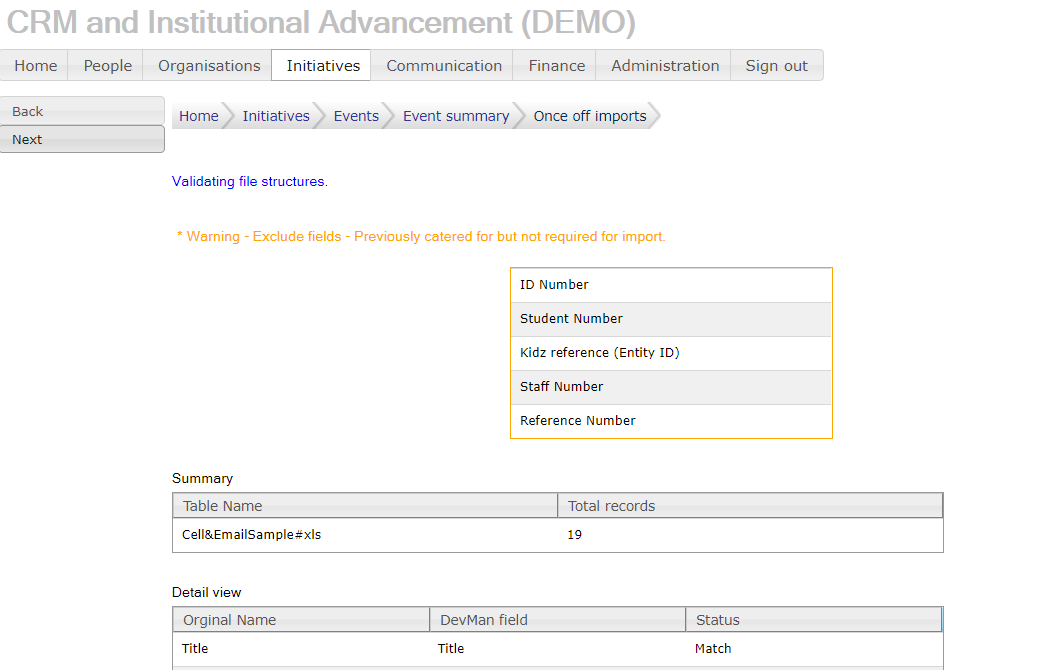 CRM and Institutional Advancement (DEMO)
Home People Organisations Initiatives Communication Finance Administration Sign out
Back
Next
Home Initiatives Events Event summary Once off imports
Validating file structures.
* Warning - Exclude fields - Previously catered for but not required for import.
ID Number
Student Number
Kidz reference (Entity ID)
Staff Number
Reference Number
Summary
Table Name Total records
Cell&EmailSample#xls 19
Detail view
Orginal Name DevMan field Status
Title Title Match